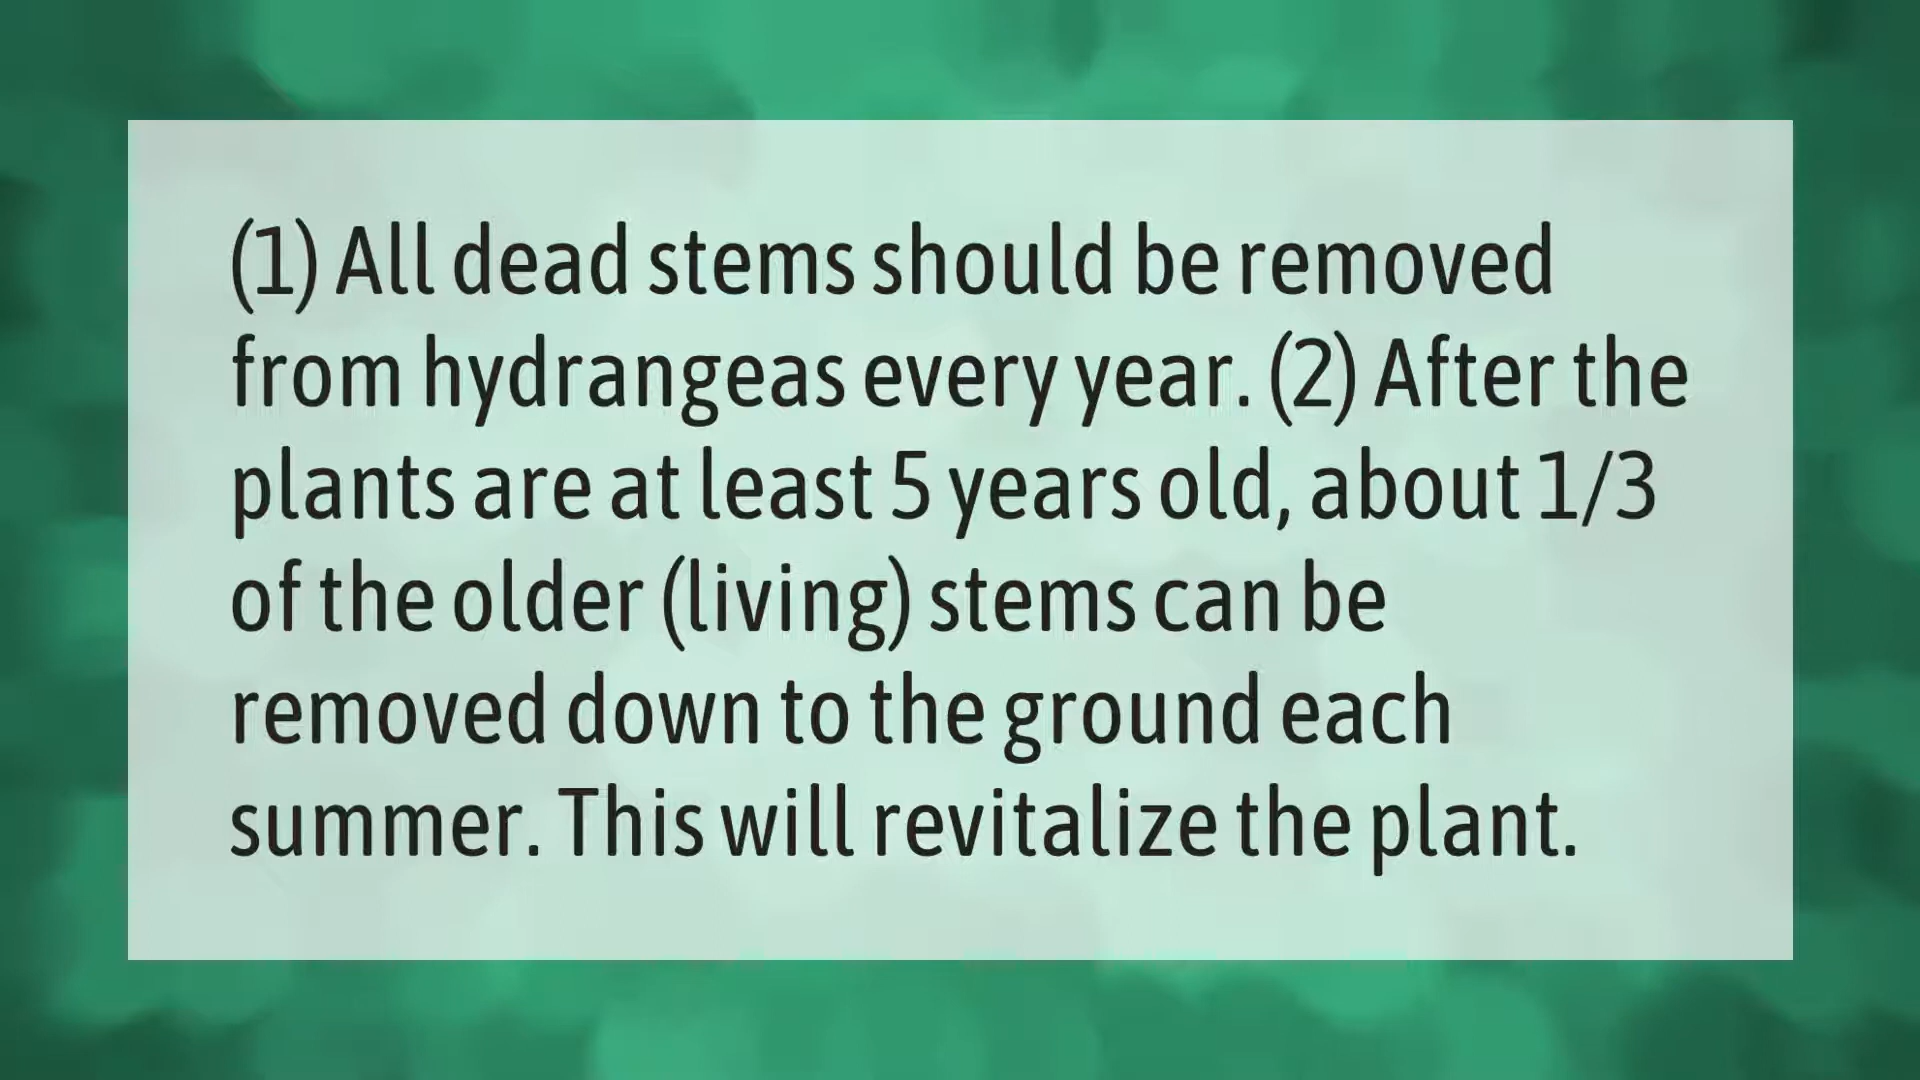 (1) All dead stems should be removed
from hydrangeas every year. (2) After the
plants are at least 5 years old, about 1/3
of the older (living) stems can be
removed down to the ground each
summer. This will revitalize the plant.